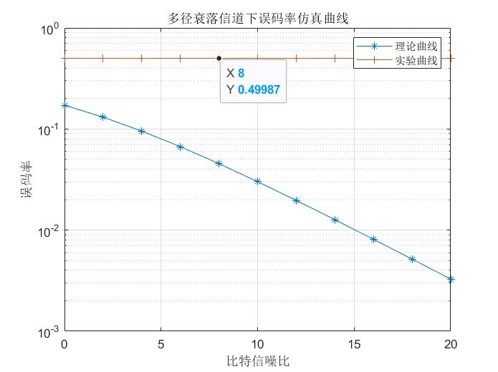 多径衰落信道下误码率仿真曲线
10^0
理论曲线
实验曲线
X 8
Y 0.49987
10^-1
误码率
10^-2
10^-3
0 5 10 15 20
比特信噪比